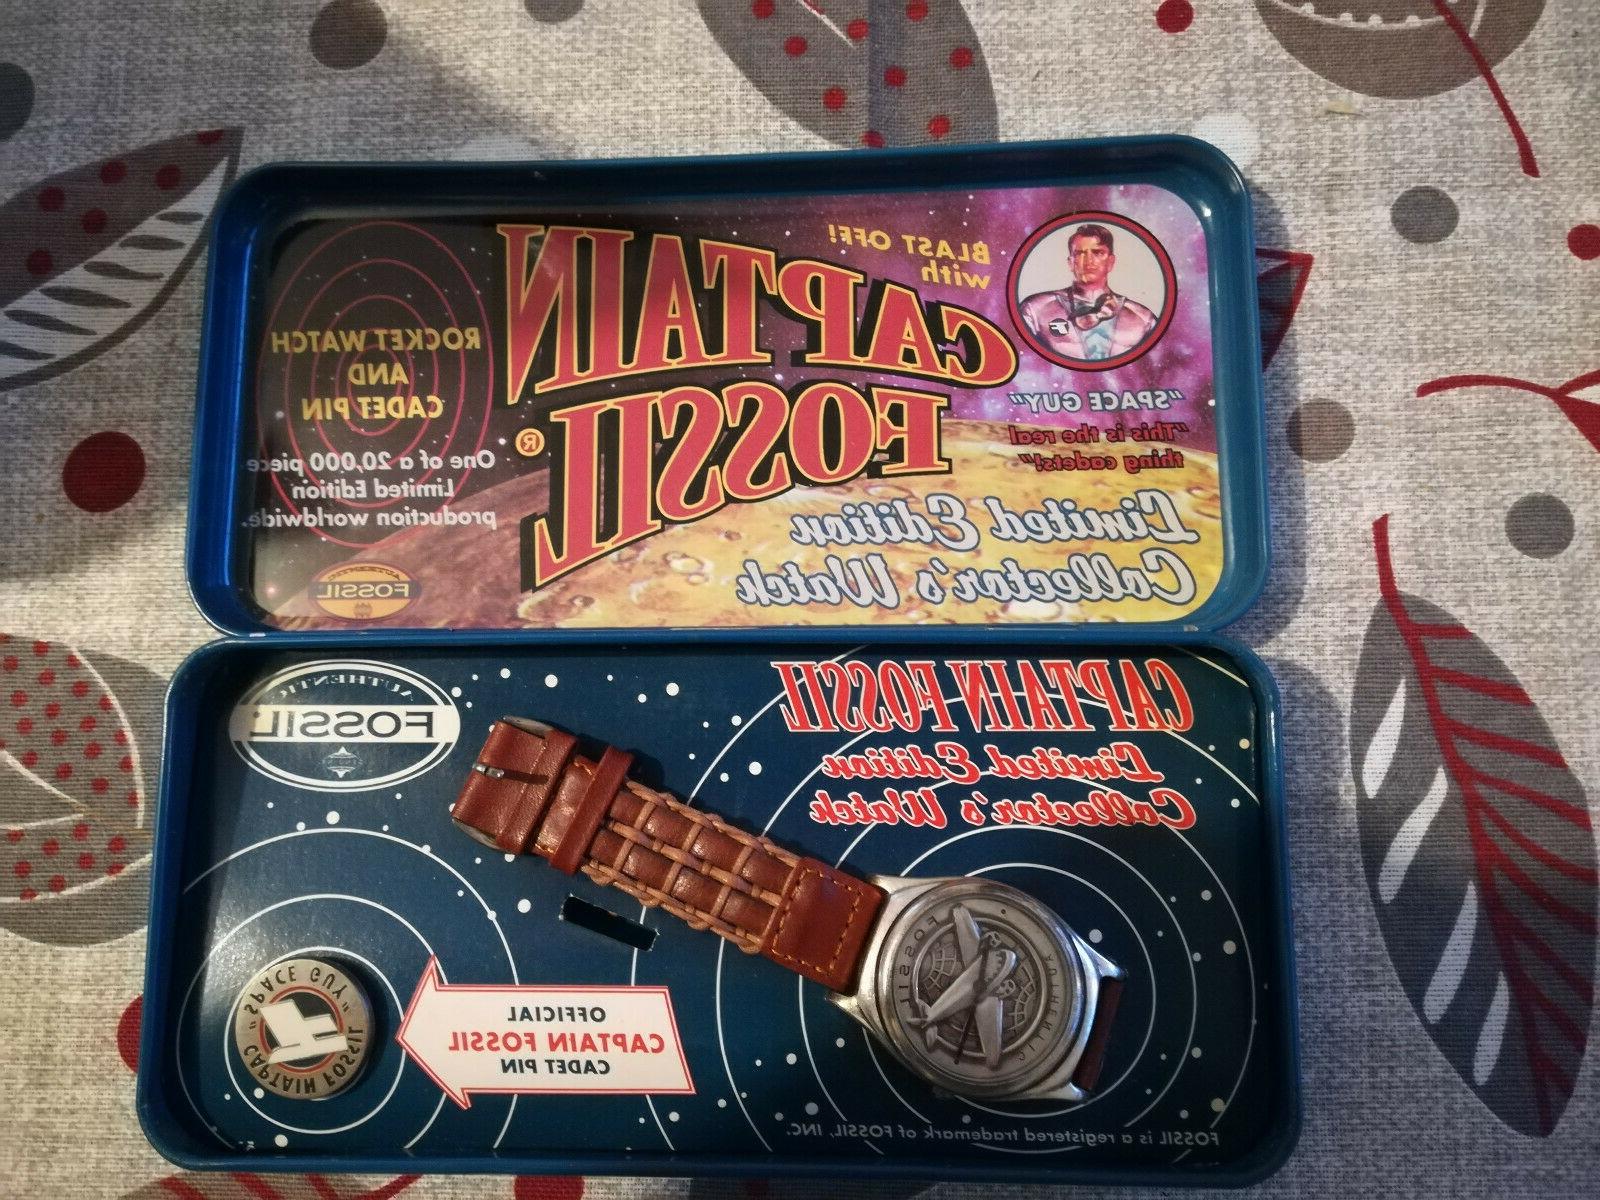 BLAST OFF!
with
CAPTAIN
FOSSIL®
"SPACE GUY"
"This is the real
thing cadets!"
Limited Edition
Collector's Watch
ROCKET WATCH
AND
CADET PIN
One of a 20,000 piece
Limited Edition
production worldwide.
AUTHENTIC
FOSSIL
CAPTAIN FOSSIL
Limited Edition
Collector's Watch
AUTHENTIC
FOSSIL
FOSSIL
AUTHENTIC
OFFICIAL
CAPTAIN FOSSIL
CADET PIN
"SPACE GUY"
F
CAPTAIN FOSSIL
FOSSIL is a registered trademark of FOSSIL, INC.